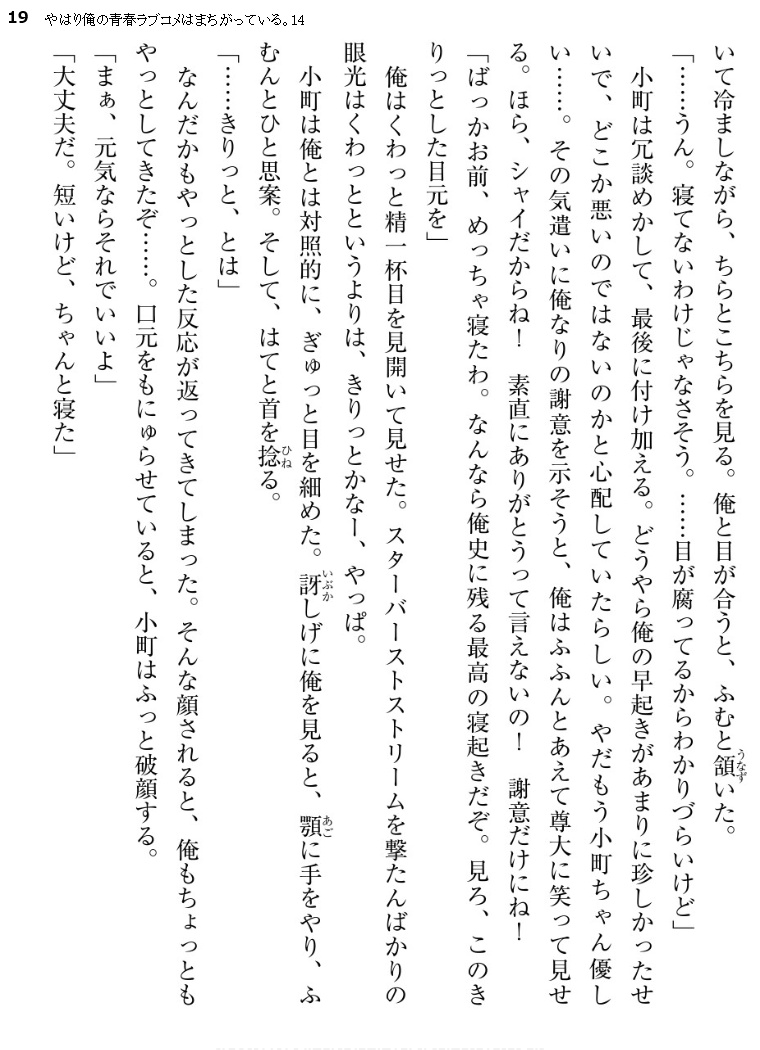 19 やはり俺の青春ラブコメはまちがっている。14
いて冷ましながら、ちらとこちらを見る。俺と目が合うと、ふむと頷いた。
「……うん。寝てないわけじゃなさそう。……目が腐ってるからわかりづらいけど」
小町は冗談めかして、最後に付け加える。どうやら俺の早起きがあまりに珍しかったせ
いで、どこか悪いのではないのかと心配していたらしい。やだもう小町ちゃん優し
い……。その気遣いに俺なりの謝意を示そうと、俺はふふんとあえて尊大に笑って見せ
る。ほら、シャイだからね！　素直にありがとうって言えないの！　謝意だけにね！
「ばっかお前、めっちゃ寝たわ。なんなら俺史に残る最高の寝起きだぞ。見ろ、このき
りっとした目元を」
俺はくわっと精一杯目を見開いて見せた。スターバーストストリームを撃たんばかりの
眼光はくわっとというよりは、きりっとかなー、やっぱ。
小町は俺とは対照的に、ぎゅっと目を細めた。訝しげに俺を見ると、顎に手をやり、ふ
むんとひと思案。そして、はてと首を捻る。
「……きりっと、とは」
なんだかもやっとした反応が返ってきてしまった。そんな顔されると、俺もちょっとも
やっとしてきたぞ……。口元をもにゅらせていると、小町はふっと破顔する。
「まぁ、元気ならそれでいいよ」
「大丈夫だ。短いけど、ちゃんと寝た」